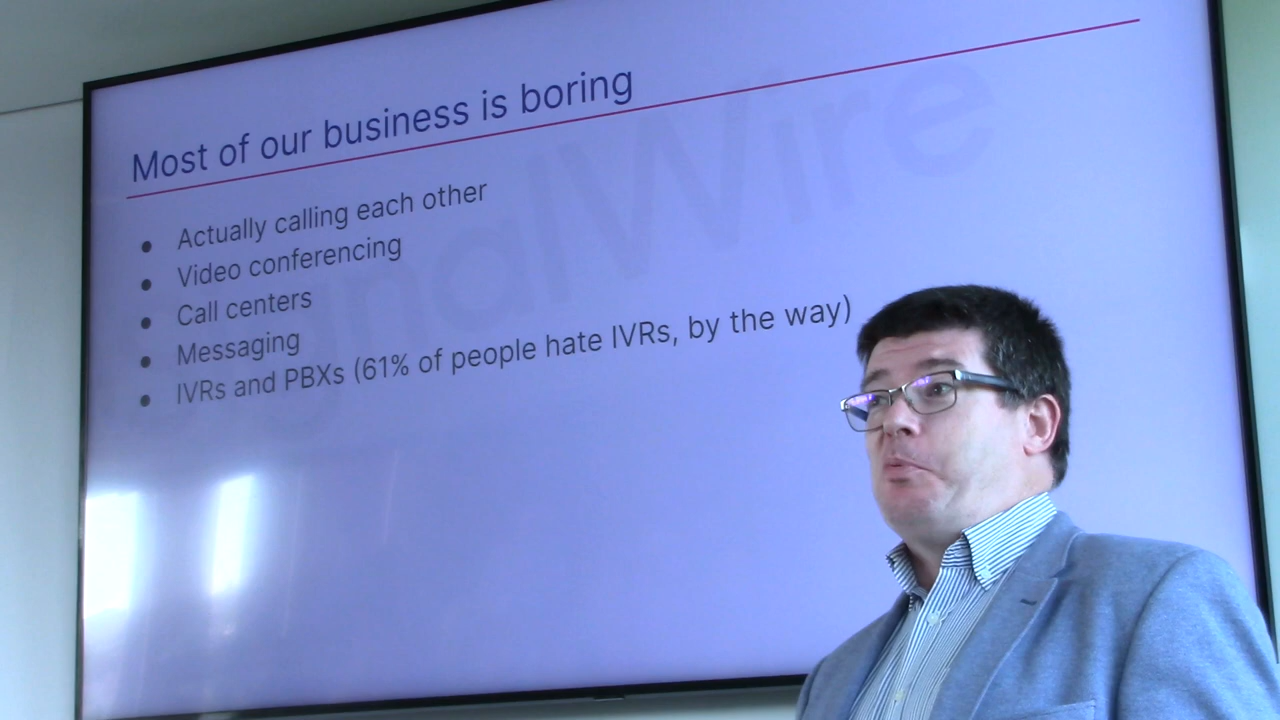 Most of our business is boring
• Actually calling each other
• Video conferencing
• Call centers
• Messaging
• IVRs and PBXs (61% of people hate IVRs, by the way)
nalWire